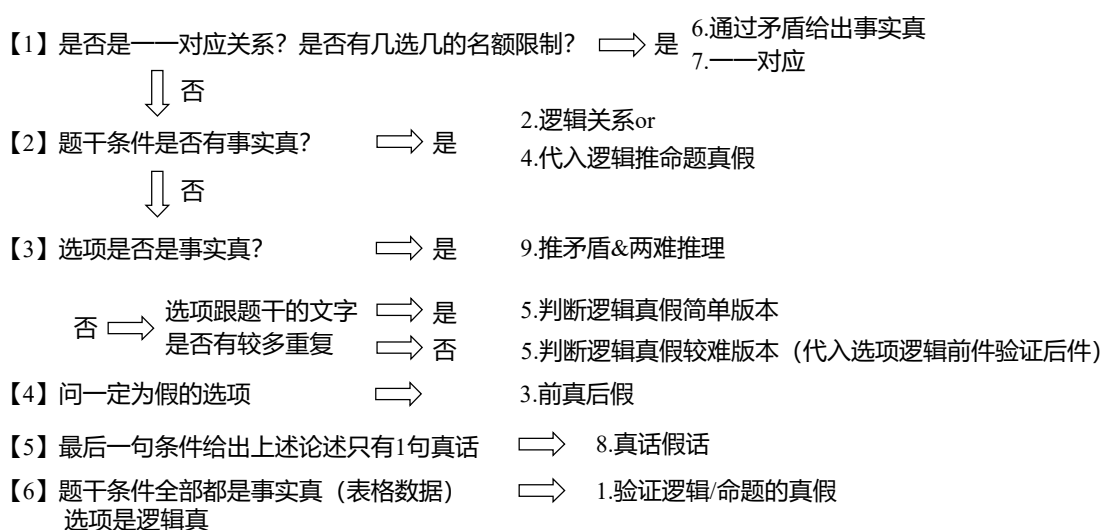 【1】是否是一一对应关系？是否有几选几的名额限制？ 是 6.通过矛盾给出事实真
7.一一对应
否
【2】题干条件是否有事实真？ 是 2.逻辑关系or
4.代入逻辑推命题真假
否
【3】选项是否是事实真？ 是 9.推矛盾&两难推理
否 选项跟题干的文字 是 5.判断逻辑真假简单版本
是否有较多重复 否 5.判断逻辑真假较难版本（代入选项逻辑前件验证后件）
【4】问一定为假的选项 3.前真后假
【5】最后一句条件给出上述论述只有1句真话 8.真话假话
【6】题干条件全部都是事实真（表格数据） 1.验证逻辑/命题的真假
选项是逻辑真